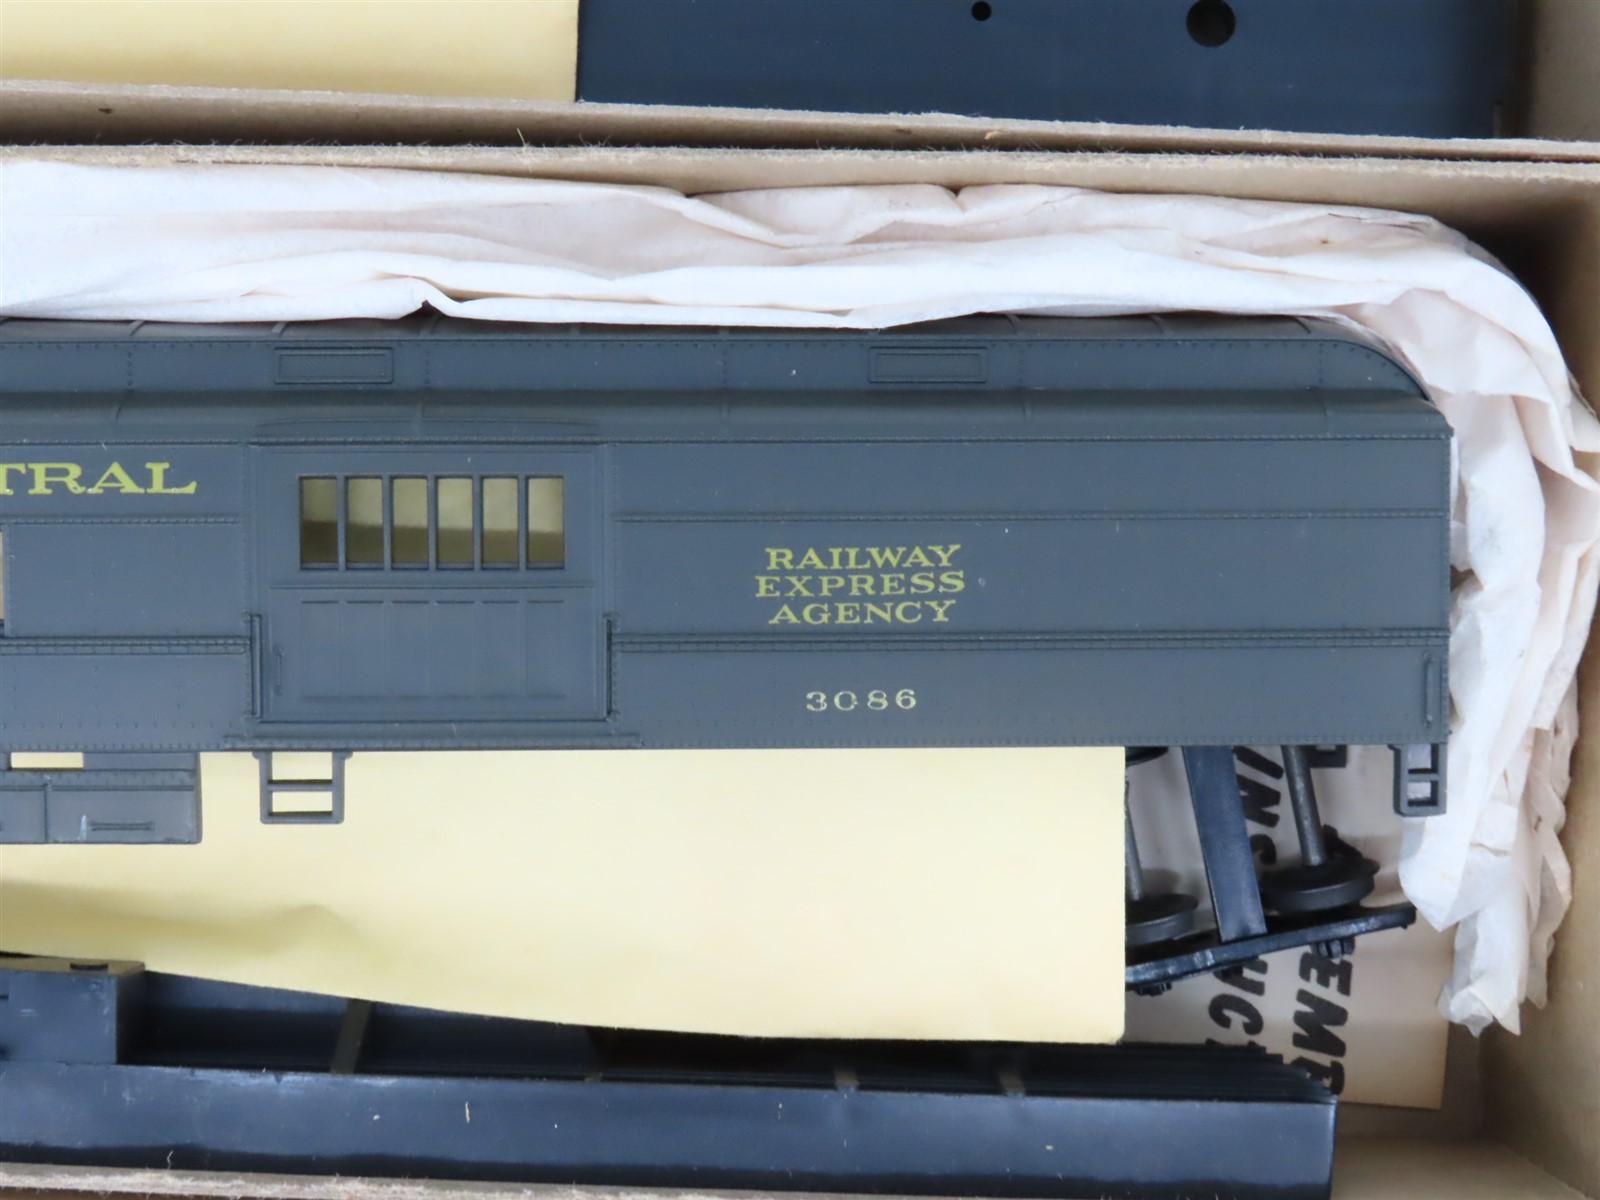 TRAL
RAILWAY
EXPRESS
AGENCY
3086